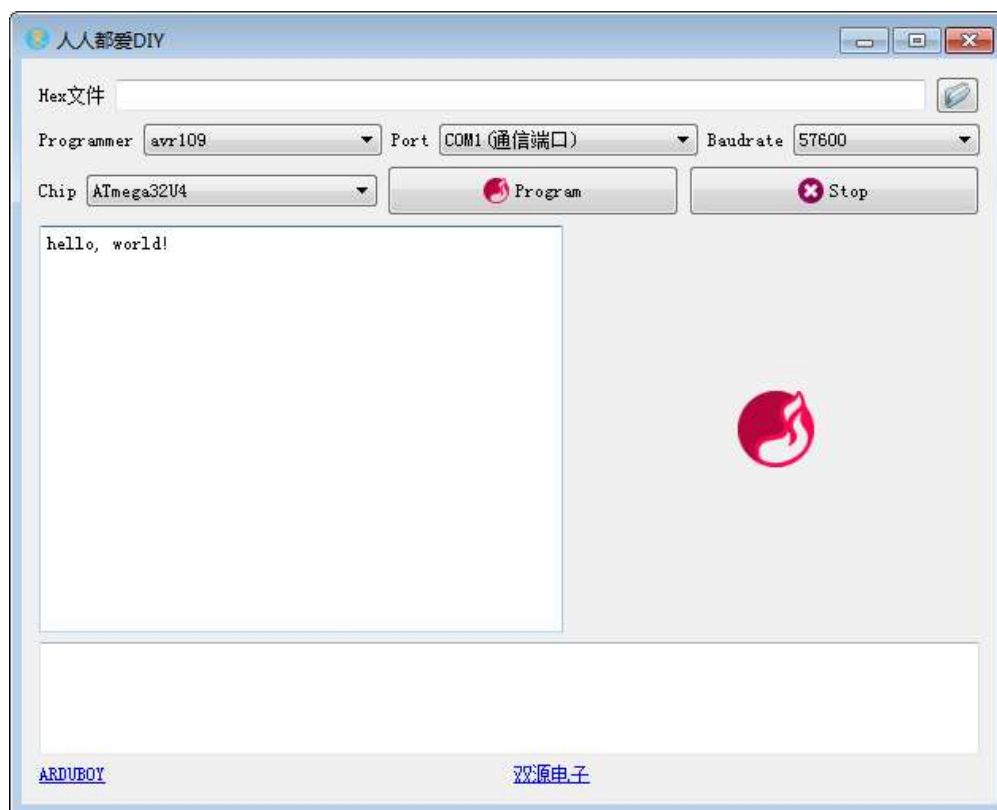 人人都爱DIY
Hex文件
Programmer avr109 Port COM1(通信端口) Baudrate 57600
Chip ATmega32U4 Program Stop
hello, world!
ARDUBOY 双源电子